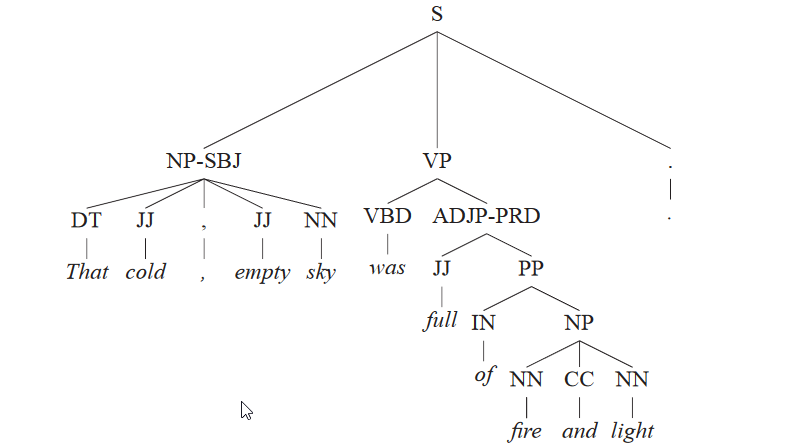 S
NP-SBJ VP .
DT JJ , JJ NN VBD ADJP-PRD .
That cold , empty sky was JJ PP
full IN NP
of NN CC NN
fire and light